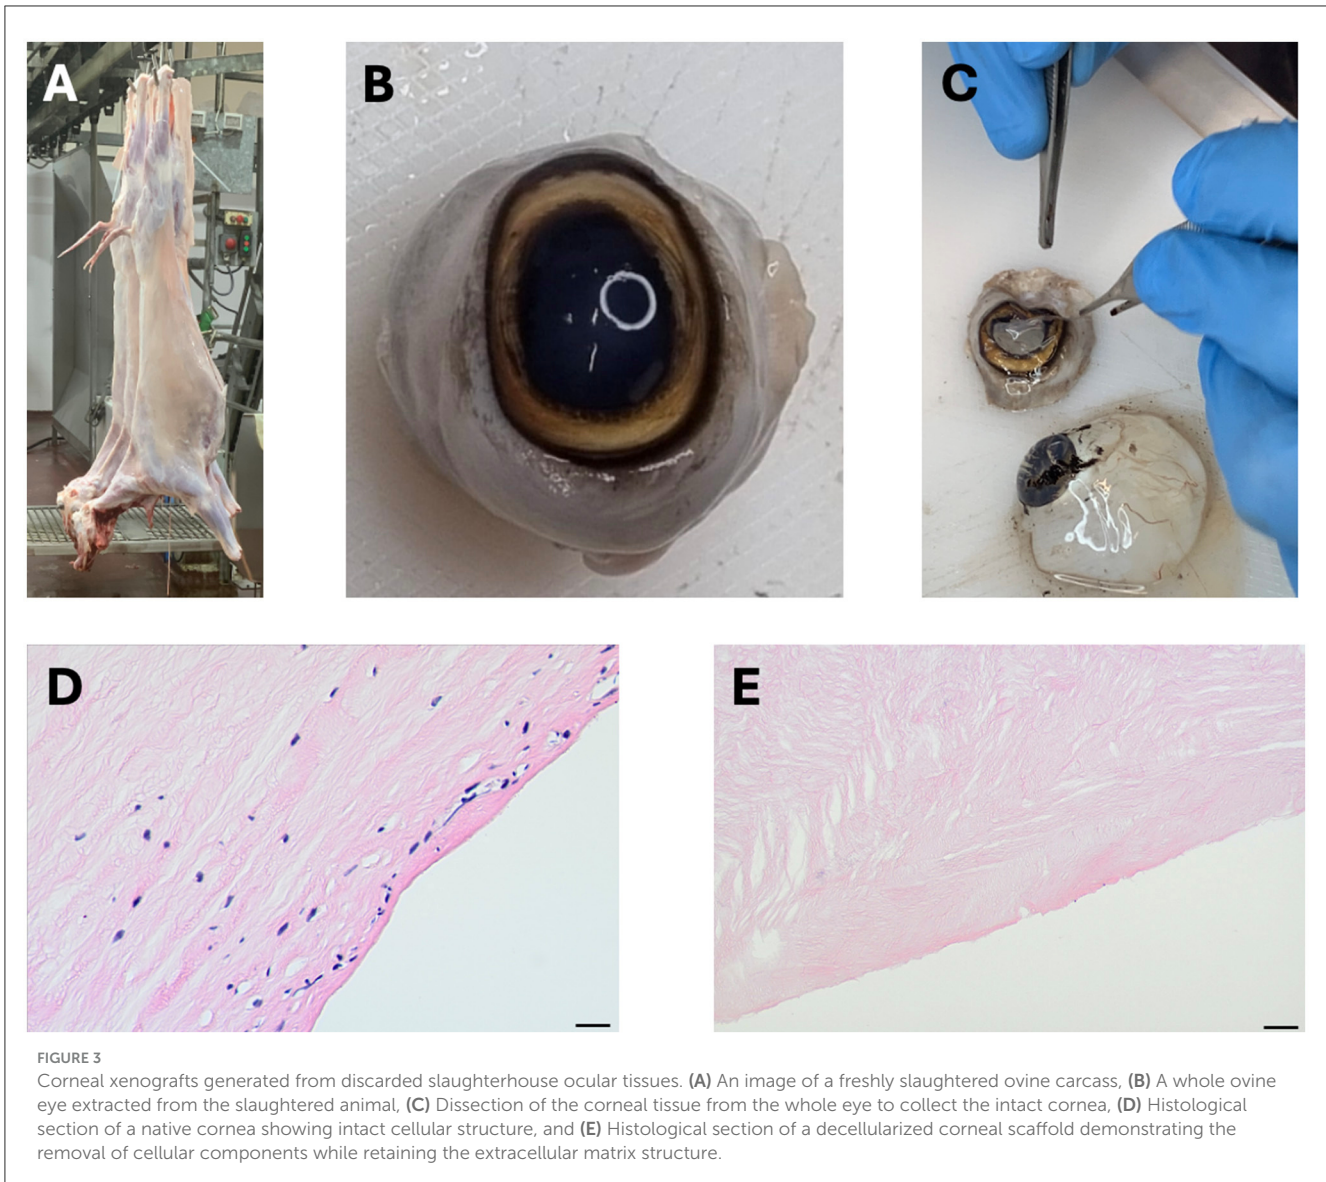 A
B
C
D
E
FIGURE 3
Corneal xenografts generated from discarded slaughterhouse ocular tissues. (A) An image of a freshly slaughtered ovine carcass, (B) A whole ovine
eye extracted from the slaughtered animal, (C) Dissection of the corneal tissue from the whole eye to collect the intact cornea, (D) Histological
section of a native cornea showing intact cellular structure, and (E) Histological section of a decellularized corneal scaffold demonstrating the
removal of cellular components while retaining the extracellular matrix structure.